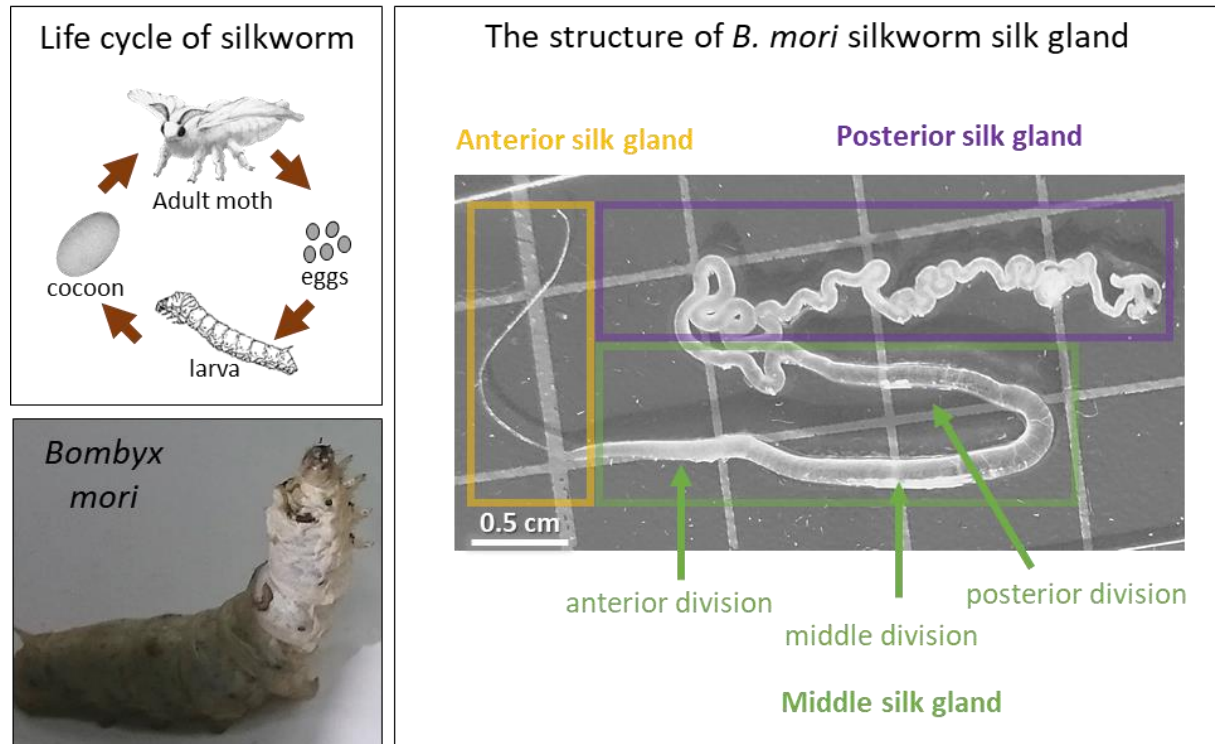 Life cycle of silkworm
Adult moth
eggs
larva
cocoon
Bombyx
mori
The structure of B. mori silkworm silk gland
Anterior silk gland
Posterior silk gland
0.5 cm
anterior division
middle division
posterior division
Middle silk gland